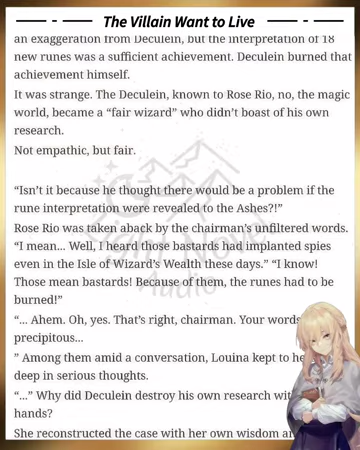 The Villain Want to Live
an exaggeration from Deculein, but the interpretation of 18
new runes was a sufficient achievement. Deculein burned that
achievement himself.
It was strange. The Deculein, known to Rose Rio, no, the magic
world, became a “fair wizard” who didn’t boast of his own
research.
Not empathic, but fair.
“Isn’t it because he thought there would be a problem if the
rune interpretation were revealed to the Ashes?!”
Rose Rio was taken aback by the chairman’s unfiltered words.
“I mean... Well, I heard those bastards had implanted spies
even in the Isle of Wizard’s Wealth these days.” “I know!
Those mean bastards! Because of them, the runes had to be
burned!”
“... Ahem. Oh, yes. That’s right, chairman. Your words
precipitous...
” Among them amid a conversation, Louina kept to he
deep in serious thoughts.
“...” Why did Deculein destroy his own research wit
hands?
She reconstructed the case with her own wisdom an
Light Novel
Audio